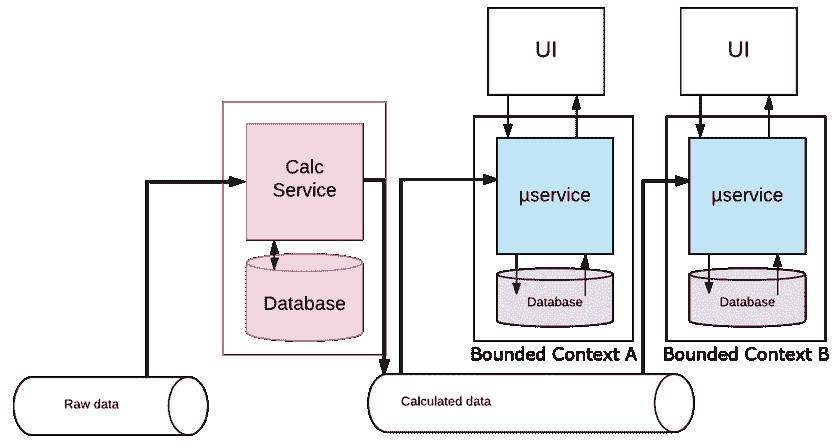 UI
UI
Calc
Service
µservice
µservice
Database
Database
Database
Bounded Context A
Bounded Context B
Raw data
Calculated data